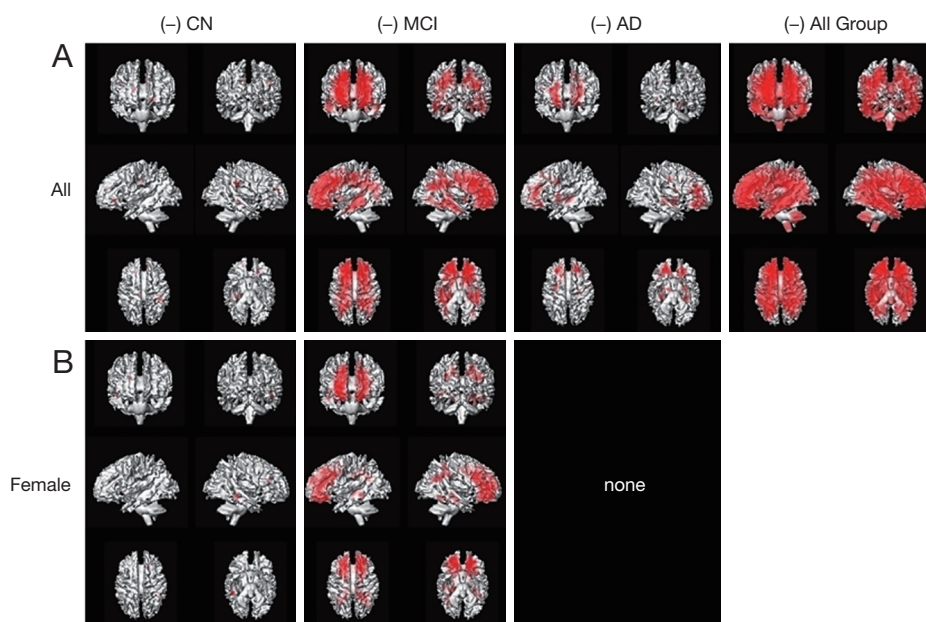 (–) CN (–) MCI (–) AD (–) All Group
A
All
B
Female
none